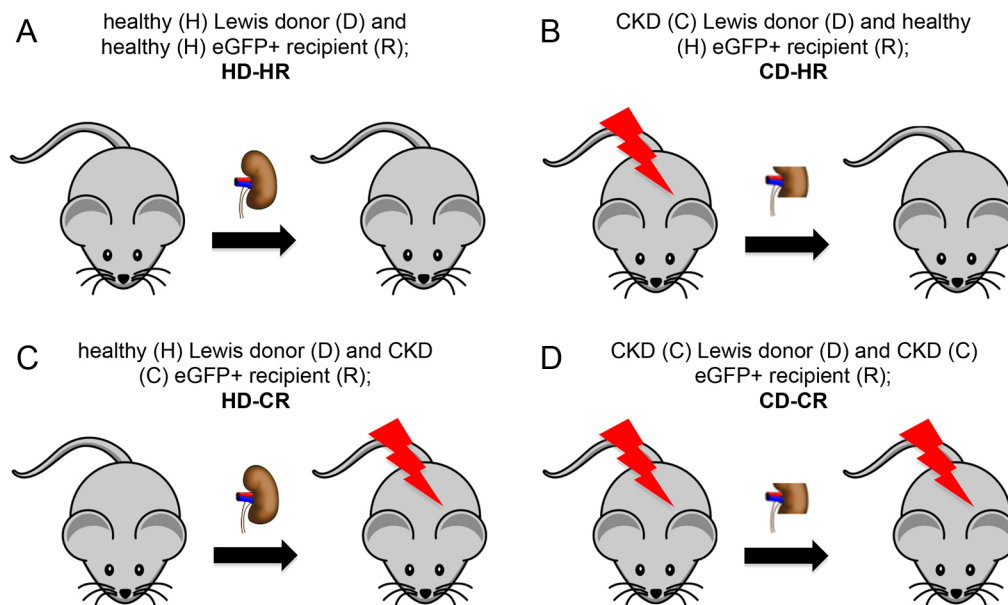 A
healthy (H) Lewis donor (D) and
healthy (H) eGFP+ recipient (R);
HD-HR
B
CKD (C) Lewis donor (D) and healthy
(H) eGFP+ recipient (R);
CD-HR
C
healthy (H) Lewis donor (D) and CKD
(C) eGFP+ recipient (R);
HD-CR
D
CKD (C) Lewis donor (D) and CKD (C)
eGFP+ recipient (R);
CD-CR